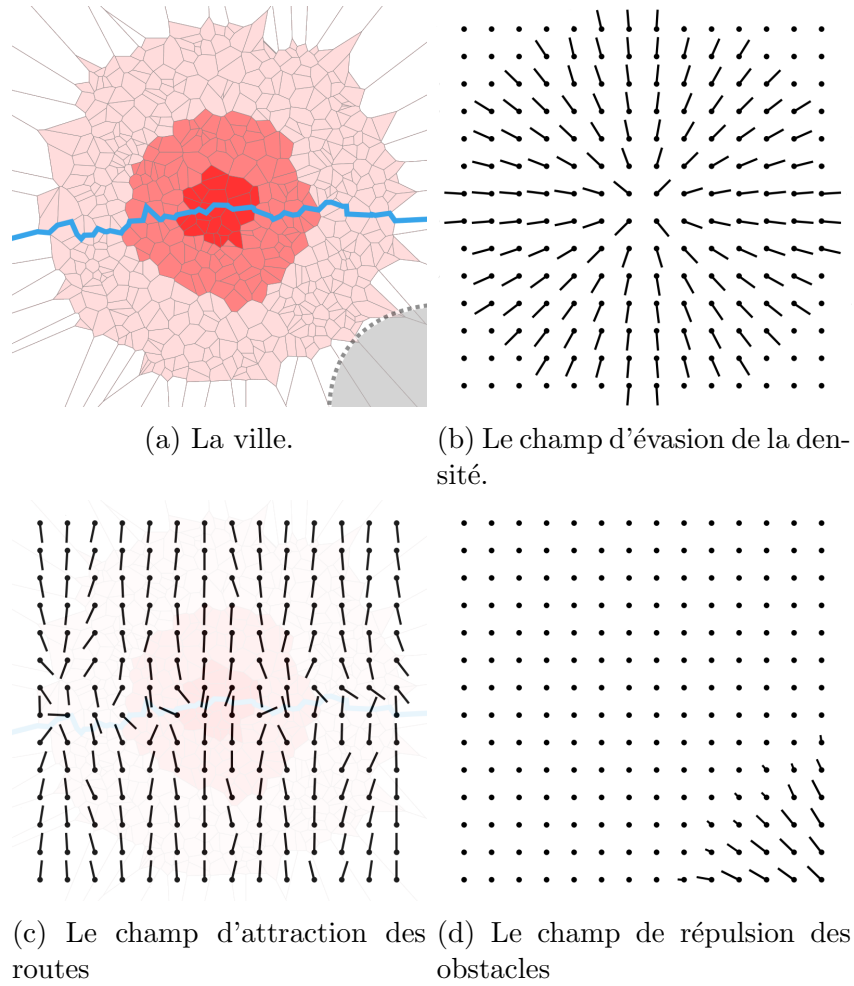 (a) La ville.
(b) Le champ d'évasion de la den-
sité.
(c) Le champ d'attraction des
routes
(d) Le champ de répulsion des
obstacles